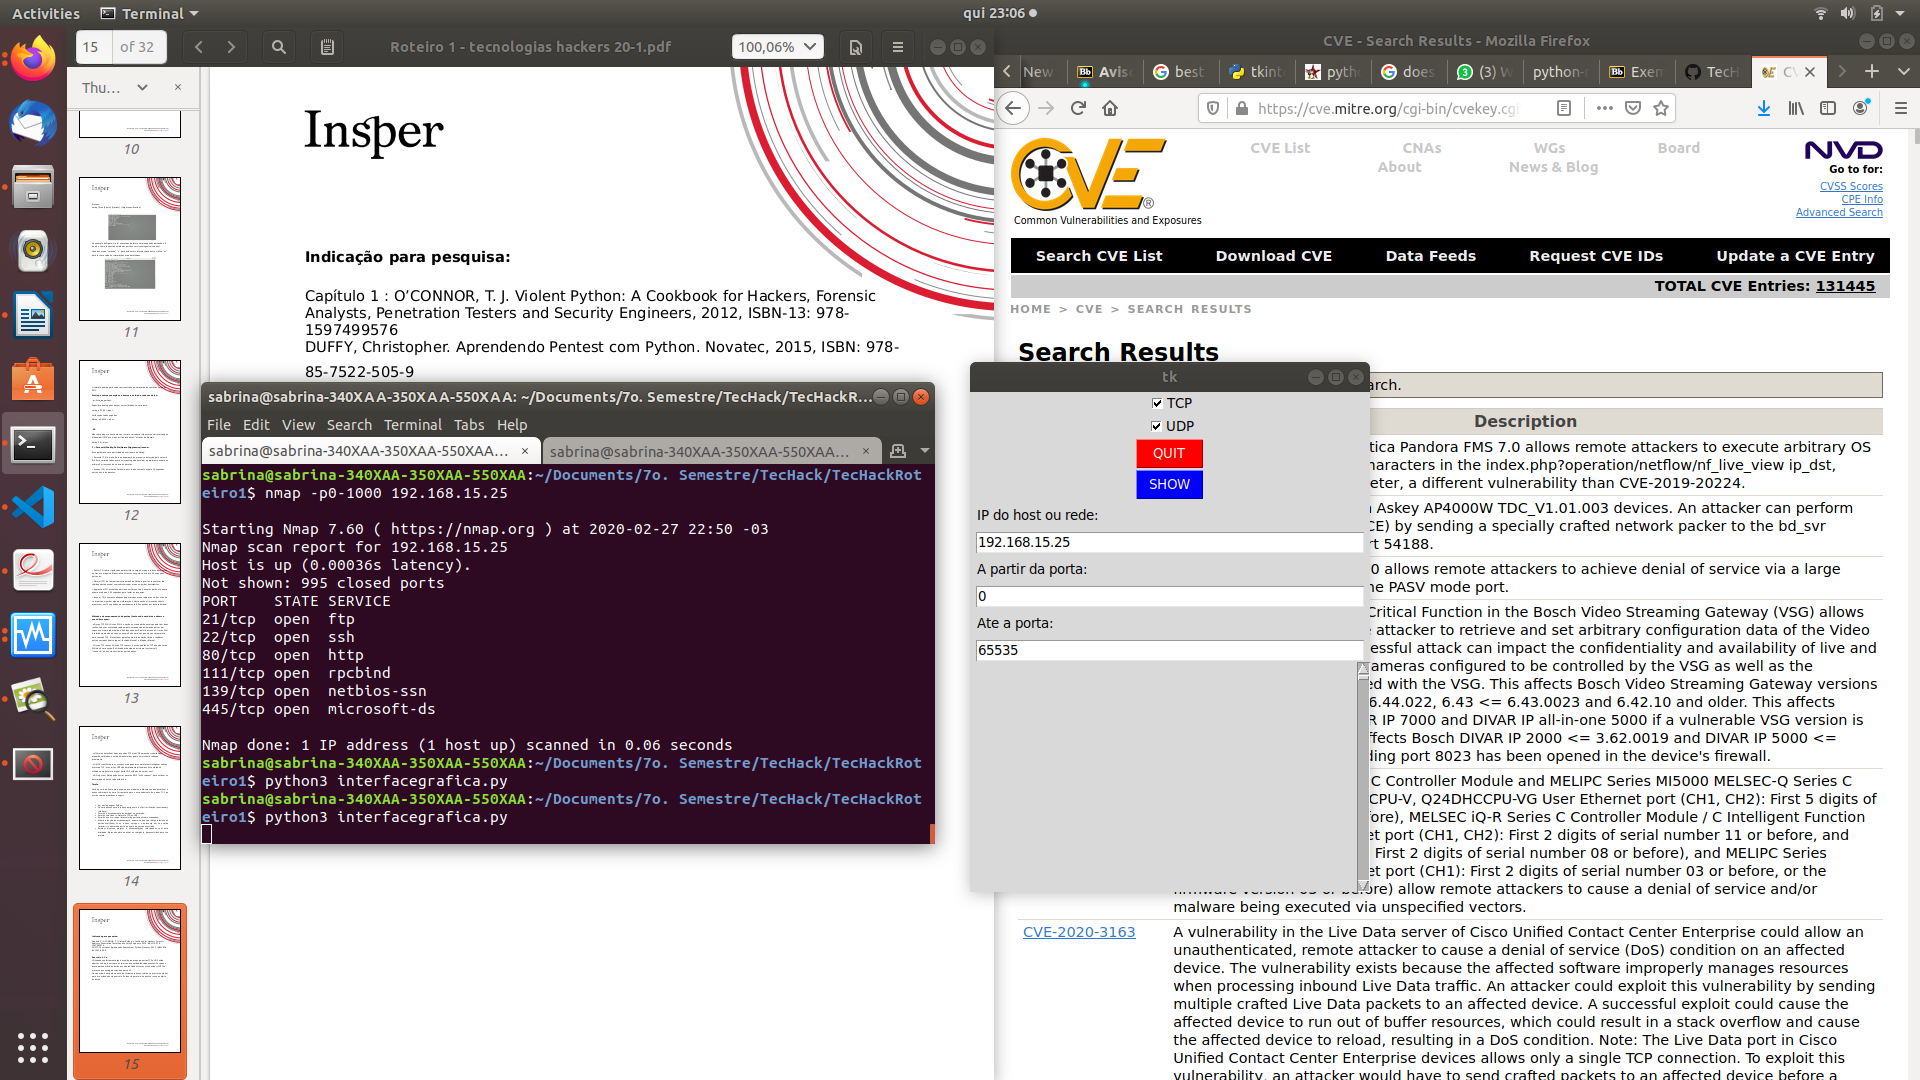 Activities
Terminal
qui 23:06
15
of 32
Roteiro 1 - tecnologias hackers 20-1.pdf
100,06%
Thu...
10
11
12
13
14
15
Insper
Indicação para pesquisa:
Capítulo 1 : O'CONNOR, T. J. Violent Python: A Cookbook for Hackers, Forensic
Analysts, Penetration Testers and Security Engineers, 2012, ISBN-13: 978-
1597499576
DUFFY, Christopher. Aprendendo Pentest com Python. Novatec, 2015, ISBN: 978-
85-7522-505-9
sabrina@sabrina-340XAA-350XAA-550XAA: ~/Documents/7o. Semestre/TecHack/TecHackR...
File Edit View Search Terminal Tabs Help
sabrina@sabrina-340XAA-350XAA-550XAA... ×
sabrina@sabrina-340XAA-350XAA-550XAA... ×
sabrina@sabrina-340XAA-350XAA-550XAA:~/Documents/7o. Semestre/TecHack/TecHackRot
eiro1$ nmap -p0-1000 192.168.15.25
Starting Nmap 7.60 ( https://nmap.org ) at 2020-02-27 22:50 -03
Nmap scan report for 192.168.15.25
Host is up (0.00036s latency).
Not shown: 995 closed ports
PORT    STATE SERVICE
21/tcp  open  ftp
22/tcp  open  ssh
80/tcp  open  http
111/tcp open  rpcbind
139/tcp open  netbios-ssn
445/tcp open  microsoft-ds
Nmap done: 1 IP address (1 host up) scanned in 0.06 seconds
sabrina@sabrina-340XAA-350XAA-550XAA:~/Documents/7o. Semestre/TecHack/TecHackRot
eiro1$ python3 interfacegrafica.py
sabrina@sabrina-340XAA-350XAA-550XAA:~/Documents/7o. Semestre/TecHack/TecHackRot
eiro1$ python3 interfacegrafica.py
tk
TCP
UDP
QUIT
SHOW
IP do host ou rede:
192.168.15.25
A partir da porta:
0
Ate a porta:
65535
CVE - Search Results - Mozilla Firefox
New
Bb Avis
best
tkint
pyth
does
(3) W
python-
Bb Exem
TecH
https://cve.mitre.org/cgi-bin/cvekey.cgi
CVE®
Common Vulnerabilities and Exposures
CVE List CNAs WGs Board
About News & Blog
NVD
Go to for:
CVSS Scores
CPE Info
Advanced Search
Search CVE List Download CVE Data Feeds Request CVE IDs Update a CVE Entry
TOTAL CVE Entries: 131445
HOME > CVE > SEARCH RESULTS
Search Results
arch.
Description
tica Pandora FMS 7.0 allows remote attackers to execute arbitrary OS
haracters in the index.php?operation/netflow/nf_live_view ip_dst,
eter, a different vulnerability than CVE-2019-20224.
Askey AP4000W TDC_V1.01.003 devices. An attacker can perform
CE) by sending a specially crafted network packer to the bd_svr
rt 54188.
0 allows remote attackers to achieve denial of service via a large
he PASV mode port.
Critical Function in the Bosch Video Streaming Gateway (VSG) allows
attacker to retrieve and set arbitrary configuration data of the Video
essful attack can impact the confidentiality and availability of live and
ameras configured to be controlled by the VSG as well as the
ed with the VSG. This affects Bosch Video Streaming Gateway versions
6.44.022, 6.43 <= 6.43.0023 and 6.42.10 and older. This affects
R IP 7000 and DIVAR IP all-in-one 5000 if a vulnerable VSG version is
ffects Bosch DIVAR IP 2000 <= 3.62.0019 and DIVAR IP 5000 <=
ding port 8023 has been opened in the device's firewall.
C Controller Module and MELIPC Series MI5000 MELSEC-Q Series C
CPU-V, Q24DHCCPU-VG User Ethernet port (CH1, CH2): First 5 digits of
fore), MELSEC iQ-R Series C Controller Module / C Intelligent Function
et port (CH1, CH2): First 2 digits of serial number 11 or before, and
First 2 digits of serial number 08 or before), and MELIPC Series
et port (CH1): First 2 digits of serial number 03 or before, or the
firmware version 03 or before) allow remote attackers to cause a denial of service and/or
malware being executed via unspecified vectors.
CVE-2020-3163
A vulnerability in the Live Data server of Cisco Unified Contact Center Enterprise could allow an
unauthenticated, remote attacker to cause a denial of service (DoS) condition on an affected
device. The vulnerability exists because the affected software improperly manages resources
when processing inbound Live Data traffic. An attacker could exploit this vulnerability by sending
multiple crafted Live Data packets to an affected device. A successful exploit could cause the
affected device to run out of buffer resources, which could result in a stack overflow and cause
the affected device to reload, resulting in a DoS condition. Note: The Live Data port in Cisco
Unified Contact Center Enterprise devices allows only a single TCP connection. To exploit this
vulnerability, an attacker would have to send crafted packets to an affected device before a